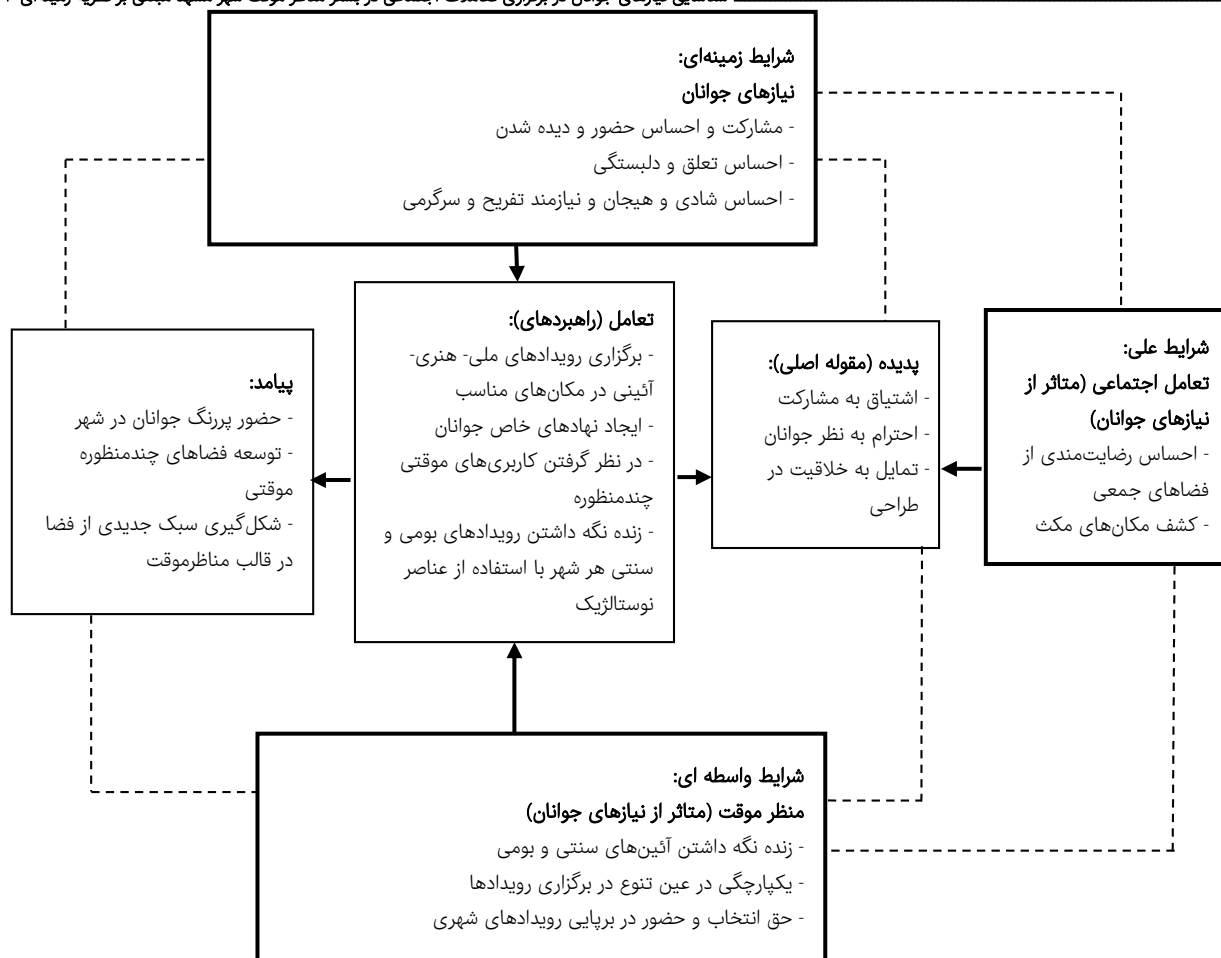 شرایط زمینه‌ای:
نیازهای جوانان
- مشارکت و احساس حضور و دیده شدن
- احساس تعلق و دلبستگی
- احساس شادی و هیجان و نیازمند تفریح و سرگرمی
شرایط علی:
تعامل اجتماعی (متاثر از
نیازهای جوانان)
- احساس رضایت‌مندی از
فضاهای جمعی
- کشف مکان‌های مکث
پدیده (مقوله اصلی):
- اشتیاق به مشارکت
- احترام به نظر جوانان
- تمایل به خلاقیت در
طراحی
تعامل (راهبردهای):
- برگزاری رویدادهای ملی- هنری-
آئینی در مکان‌های مناسب
- ایجاد نهادهای خاص جوانان
- در نظر گرفتن کاربری‌های موقتی
چندمنظوره
- زنده نگه داشتن رویدادهای بومی و
سنتی هر شهر با استفاده از عناصر
نوستالژیک
پیامد:
- حضور پررنگ جوانان در شهر
- توسعه فضاهای چندمنظوره
موقتی
- شکل‌گیری سبک جدیدی از فضا
در قالب مناظرموقت
شرایط واسطه ای:
منظر موقت (متاثر از نیازهای جوانان)
- زنده نگه داشتن آئین‌های سنتی و بومی
- یکپارچگی در عین تنوع در برگزاری رویدادها
- حق انتخاب و حضور در برپایی رویدادهای شهری